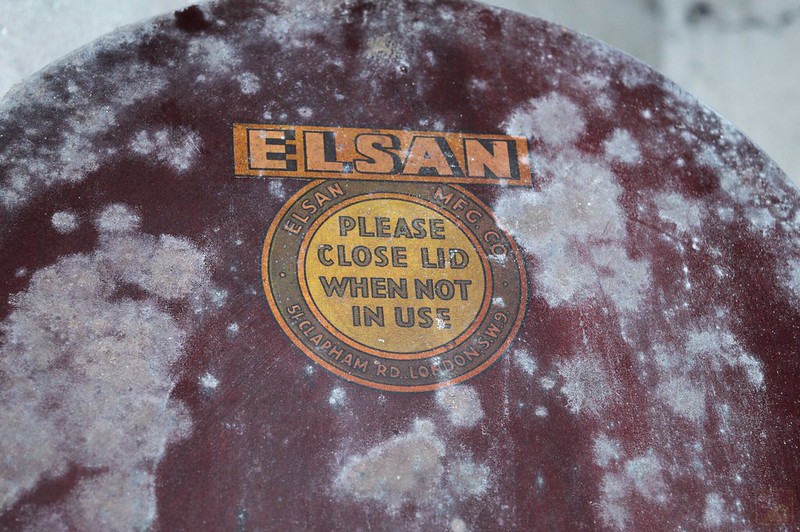 ELSAN
ELSAN MFG. CO.
PLEASE
CLOSE LID
WHEN NOT
IN USE
51. CLAPHAM RD. LONDON. S.W.9.